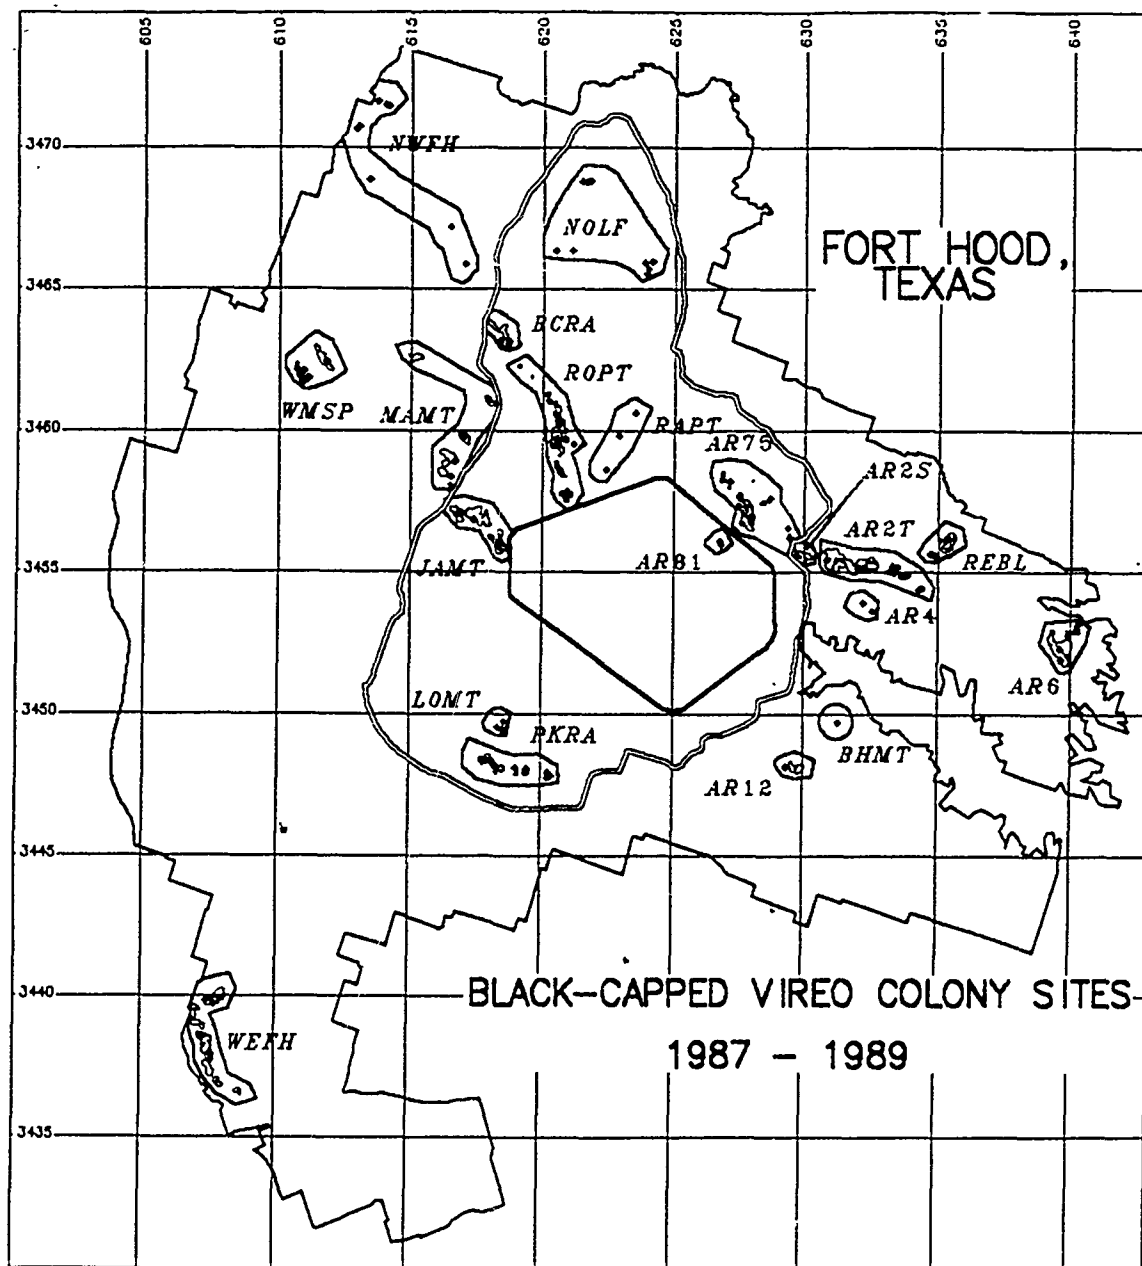 605 610 615 620 625 630 635 640
3470
NWFH
NOLF
FORT HOOD,
TEXAS
3465
BCRA
ROPT
WMSP
MAMT
3460
RAPT
AR75
AR2S
AR2T
JAMT
AR81
REBL
3455
AR4
AR6
LOMT
3450
PKRA
BHMT
AR12
3445
3440
BLACK-CAPPED VIREO COLONY SITES
1987 - 1989
WEFH
3435